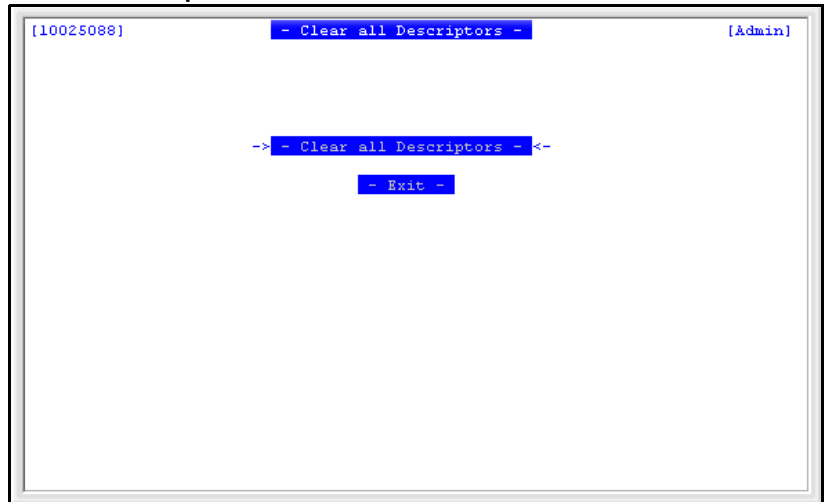 [10025088] - Clear all Descriptors - [Admin]
-> - Clear all Descriptors - <-
- Exit -